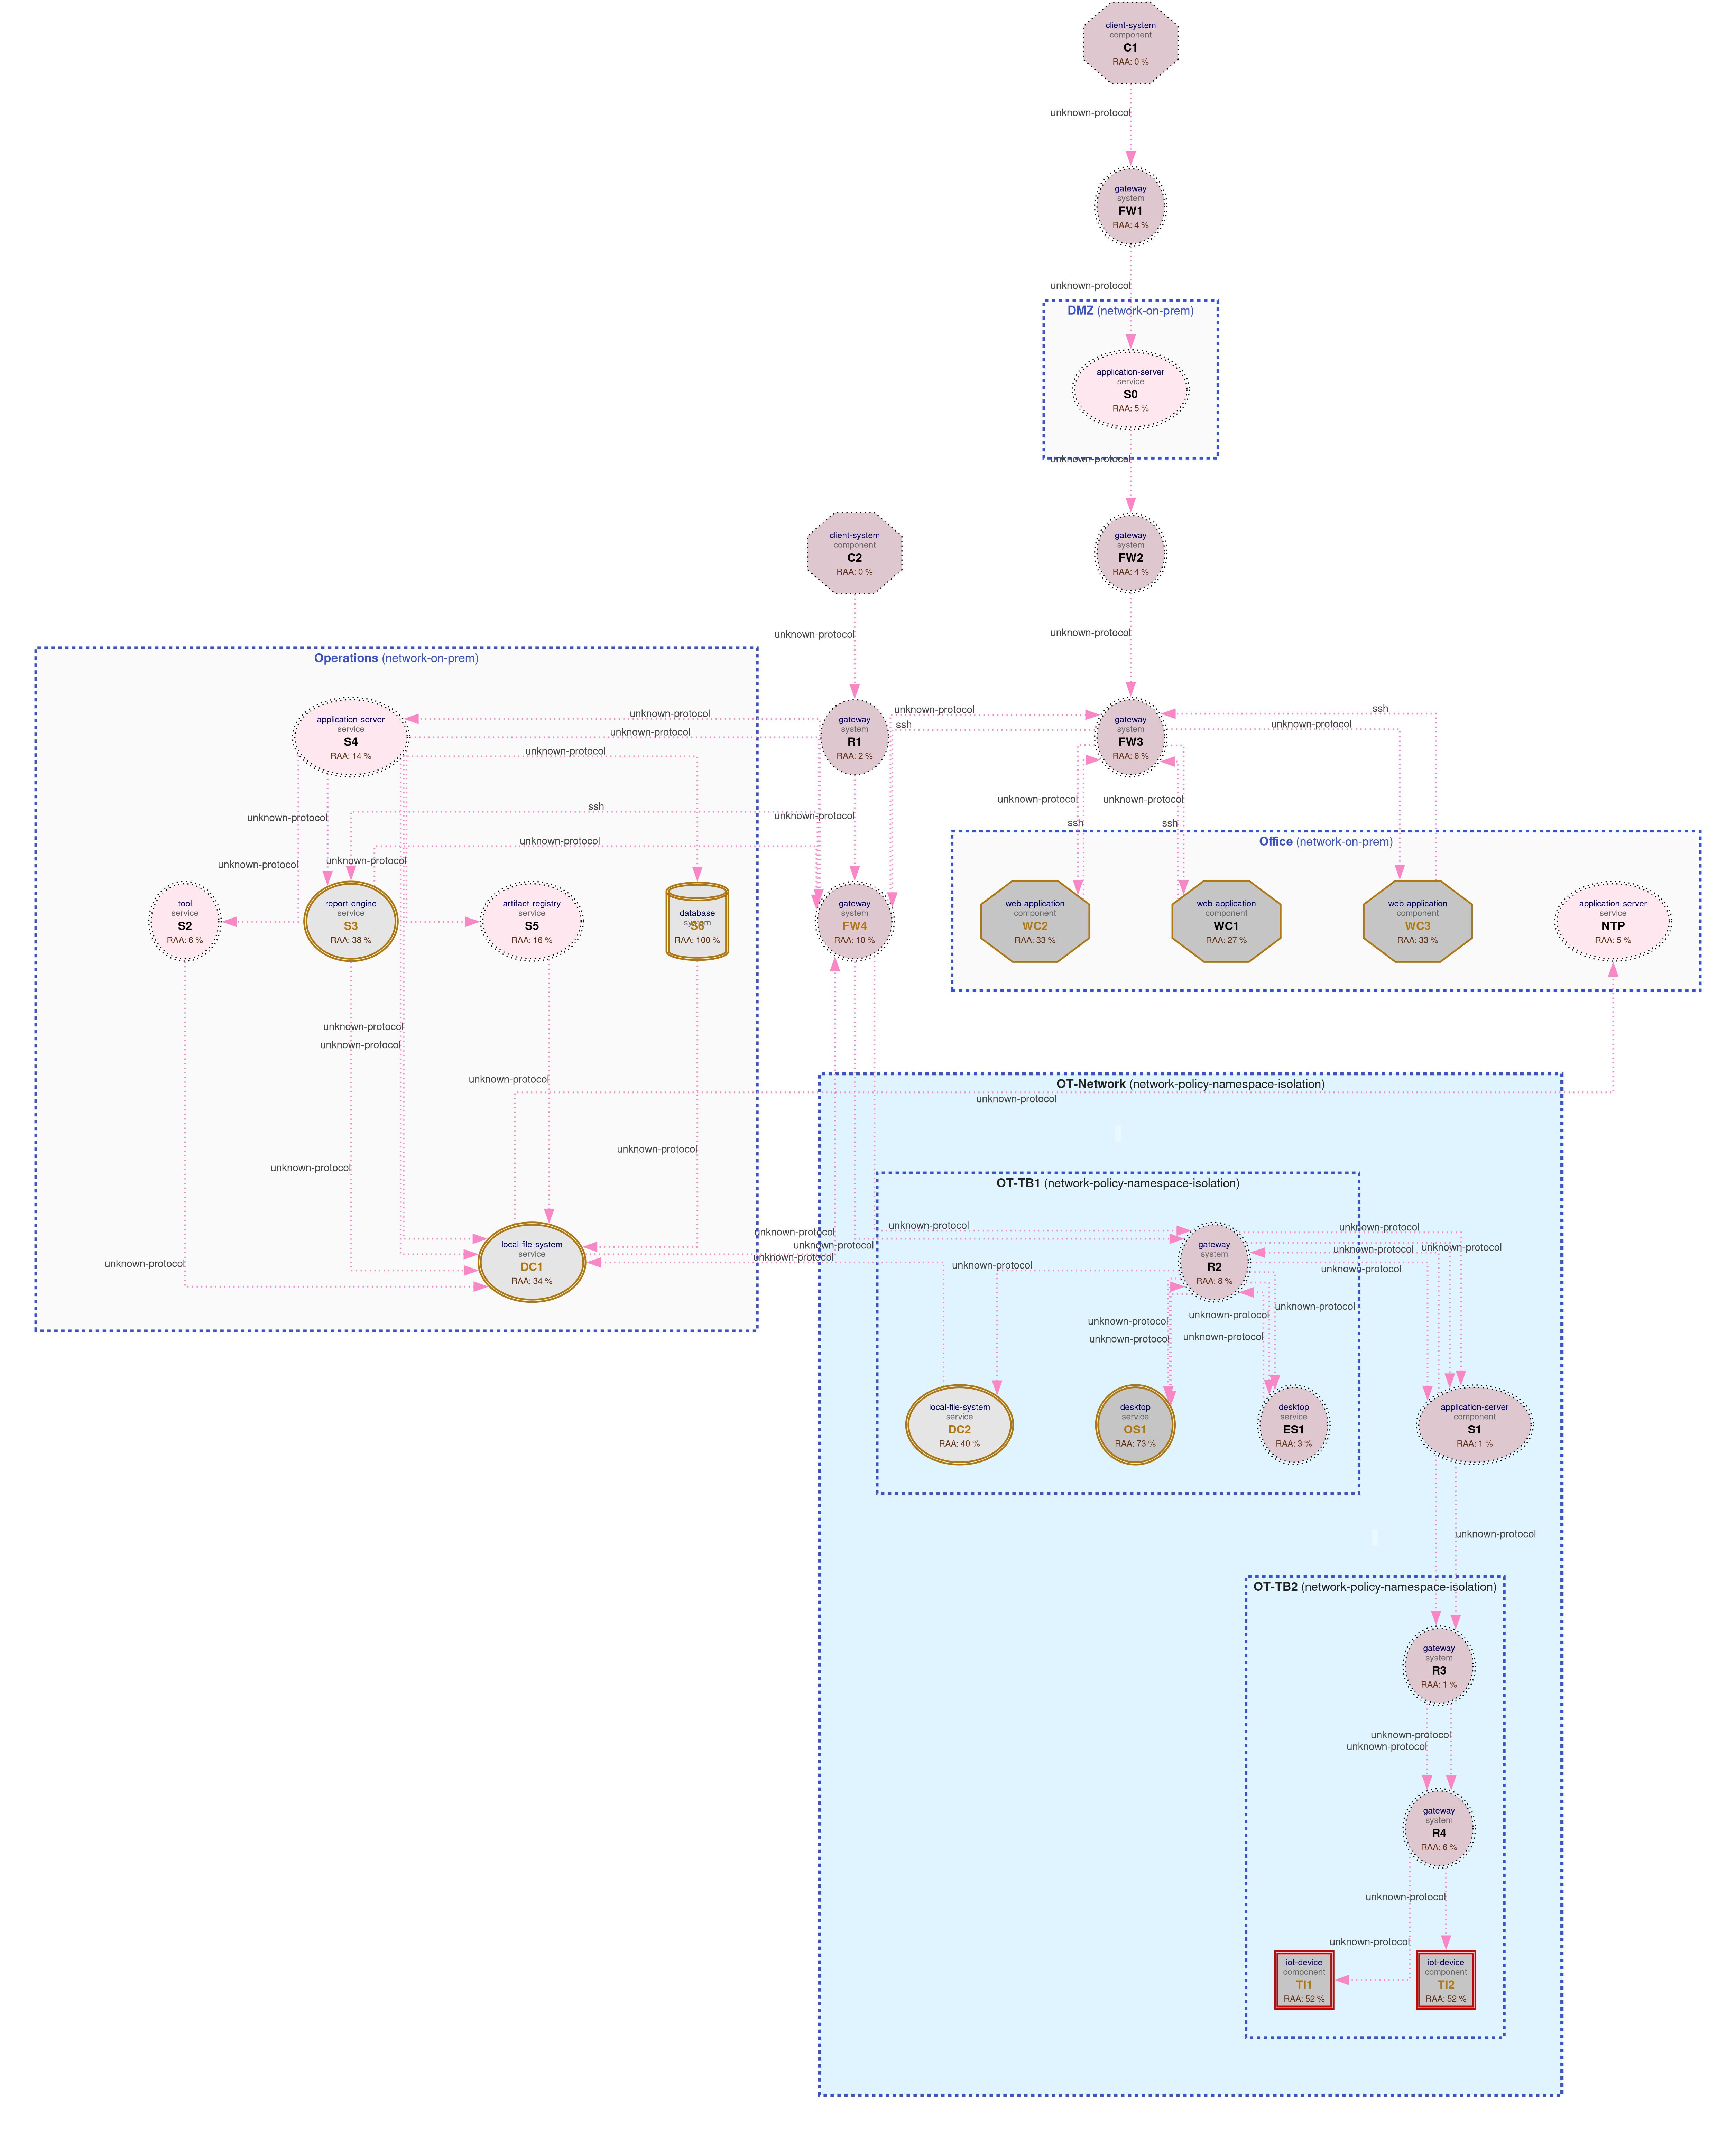 client-system
component
C1
RAA: 0 %
unknown-protocol
gateway
system
FW1
RAA: 4 %
unknown-protocol
DMZ (network-on-prem)
application-server
service
S0
RAA: 5 %
unknown-protocol
client-system
component
C2
RAA: 0 %
gateway
system
FW2
RAA: 4 %
unknown-protocol
unknown-protocol
Operations (network-on-prem)
application-server
service
S4
RAA: 14 %
unknown-protocol
unknown-protocol
unknown-protocol
gateway
system
R1
RAA: 2 %
unknown-protocol
ssh
gateway
system
FW3
RAA: 6 %
ssh
unknown-protocol
unknown-protocol
unknown-protocol
ssh
ssh
ssh
unknown-protocol
unknown-protocol
unknown-protocol
unknown-protocol
unknown-protocol
Office (network-on-prem)
tool
service
S2
RAA: 6 %
report-engine
service
S3
RAA: 38 %
artifact-registry
service
S5
RAA: 16 %
database
system
S6
RAA: 100 %
gateway
system
FW4
RAA: 10 %
web-application
component
WC2
RAA: 33 %
web-application
component
WC1
RAA: 27 %
web-application
component
WC3
RAA: 33 %
application-server
service
NTP
RAA: 5 %
unknown-protocol
unknown-protocol
unknown-protocol
unknown-protocol
unknown-protocol
OT-Network (network-policy-namespace-isolation)
unknown-protocol
OT-TB1 (network-policy-namespace-isolation)
local-file-system
service
DC1
RAA: 34 %
unknown-protocol
unknown-protocol
unknown-protocol
unknown-protocol
unknown-protocol
unknown-protocol
gateway
system
R2
RAA: 8 %
unknown-protocol
unknown-protocol
unknown-protocol
unknown-protocol
unknown-protocol
unknown-protocol
unknown-protocol
unknown-protocol
unknown-protocol
unknown-protocol
local-file-system
service
DC2
RAA: 40 %
desktop
service
OS1
RAA: 73 %
desktop
service
ES1
RAA: 3 %
application-server
component
S1
RAA: 1 %
unknown-protocol
OT-TB2 (network-policy-namespace-isolation)
gateway
system
R3
RAA: 1 %
unknown-protocol
unknown-protocol
gateway
system
R4
RAA: 6 %
unknown-protocol
unknown-protocol
iot-device
component
TI1
RAA: 52 %
iot-device
component
TI2
RAA: 52 %